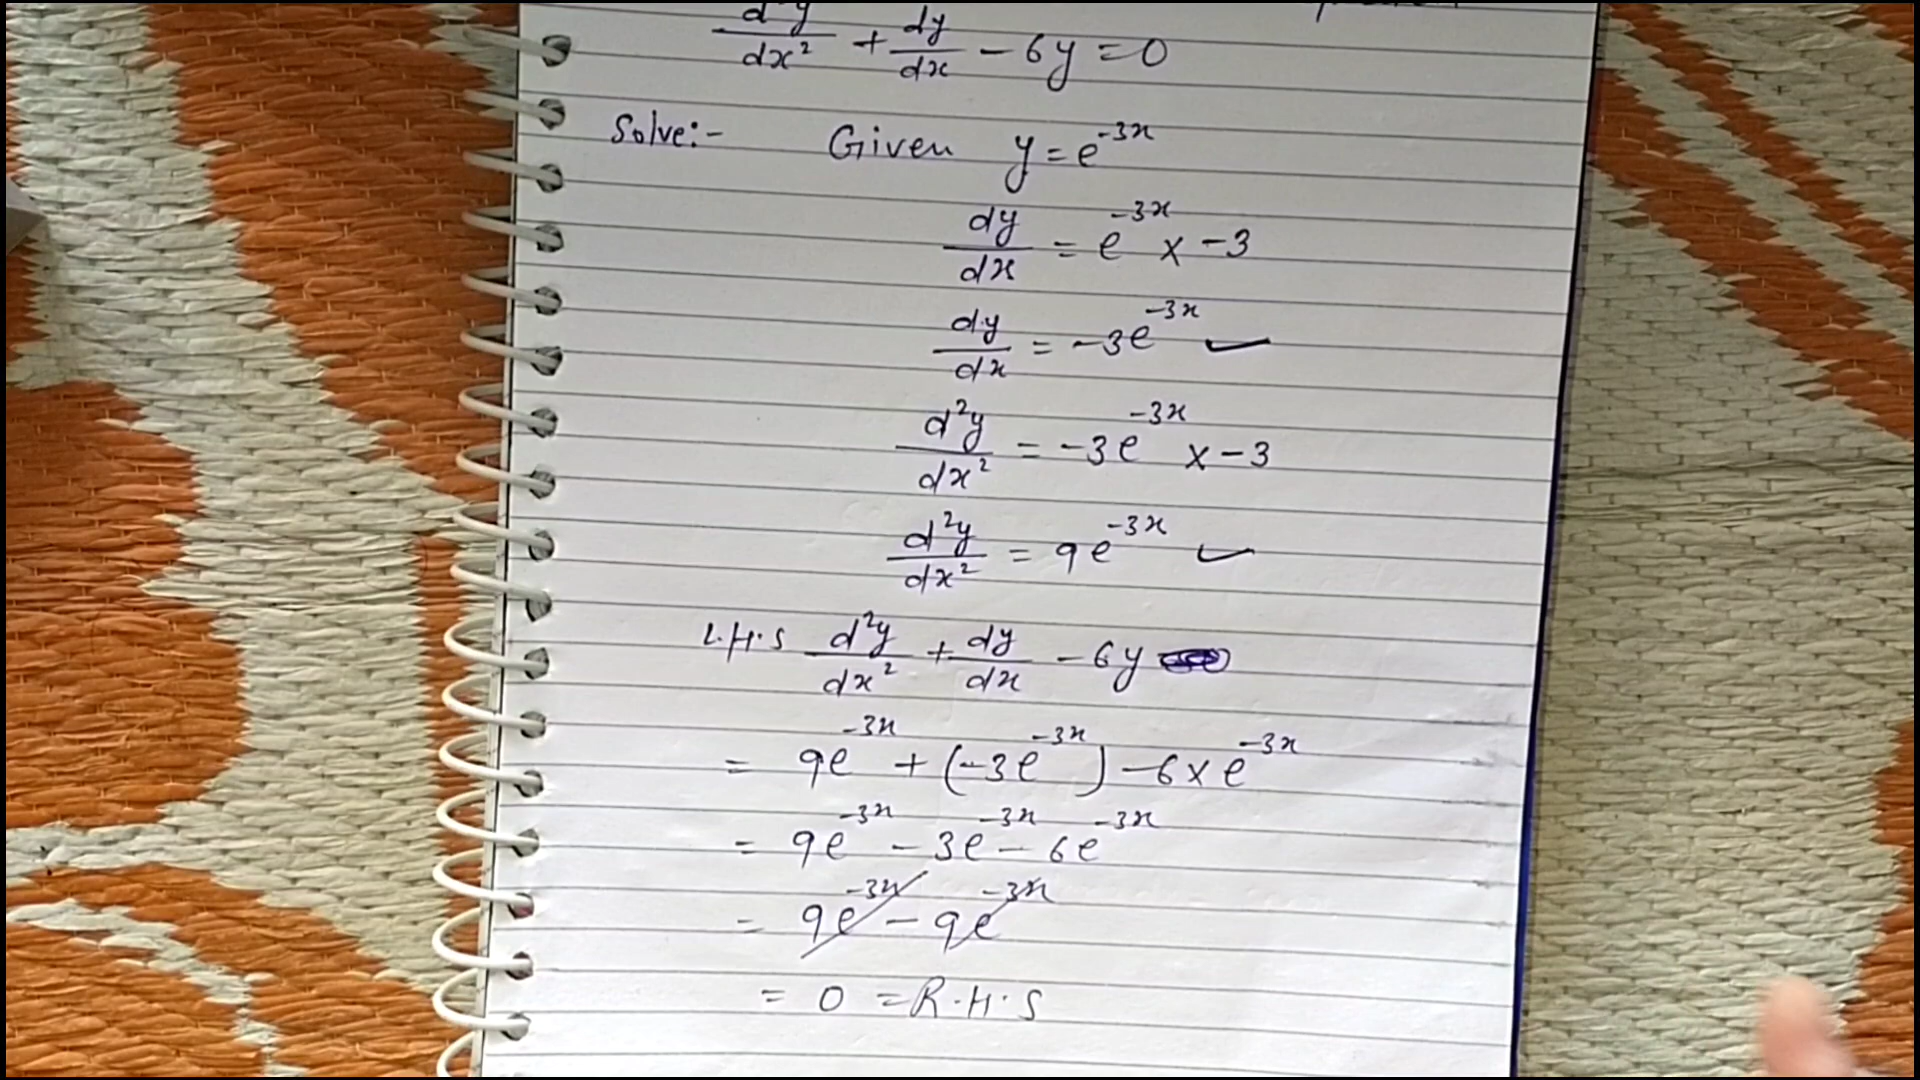 d²y/dx² + dy/dx - 6y = 0
Solve:- Given y = e^-3x
dy/dx = e^-3x × -3
dy/dx = -3e^-3x ✓
d²y/dx² = -3e^-3x × -3
d²y/dx² = 9e^-3x ✓
L.H.S d²y/dx² + dy/dx - 6y
= 9e^-3x + (-3e^-3x) - 6 × e^-3x
= 9e^-3x - 3e^-3x - 6e^-3x
= 9e^-3x - 9e^-3x
= 0 = R.H.S